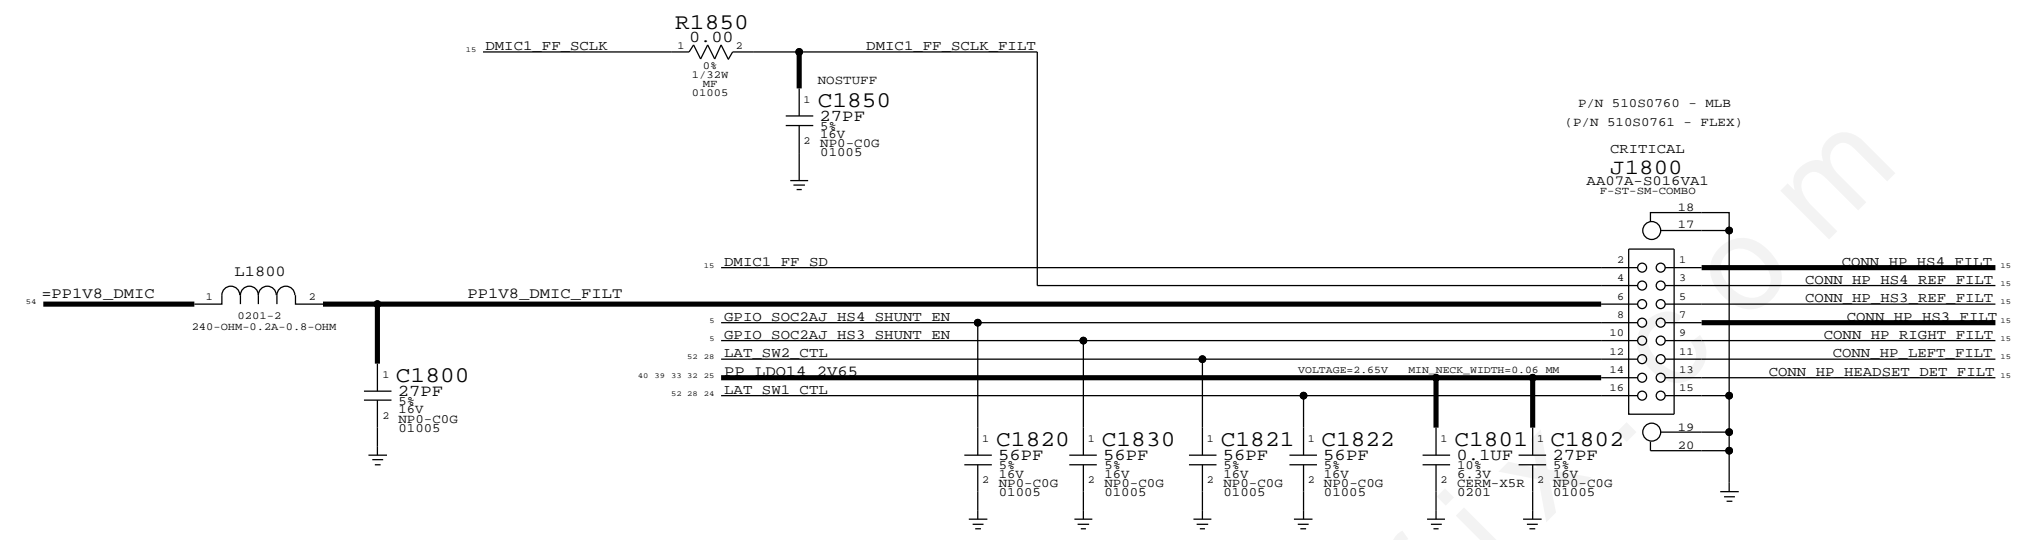 R1850
0.00
15 DMIC1_FF_SCLK 1 2 DMIC1_FF_SCLK_FILT
0%
1/32W
MF
01005
NOSTUFF
1 C1850
27PF
5%
16V
2 NP0-C0G
01005
P/N 510S0760 - MLB
(P/N 510S0761 - FLEX)
CRITICAL
J1800
AA07A-S016VA1
F-ST-SM-COMBO
18
17
15 DMIC1_FF_SD 2 1 CONN_HP_HS4_FILT 15
4 3 CONN_HP_HS4_REF_FILT 15
L1800
54 =PP1V8_DMIC 1 2 PP1V8_DMIC_FILT 6 5 CONN_HP_HS3_REF_FILT 15
0201-2
240-OHM-0.2A-0.8-OHM
5 GPIO_SOC2AJ_HS4_SHUNT_EN 8 7 CONN_HP_HS3_FILT 15
5 GPIO_SOC2AJ_HS3_SHUNT_EN 10 9 CONN_HP_RIGHT_FILT 15
52 28 LAT_SW2_CTL 12 11 CONN_HP_LEFT_FILT 15
40 39 33 32 25 PP_LDO14_2V65 VOLTAGE=2.65V MIN_NECK_WIDTH=0.06 MM 14 13 CONN_HP_HEADSET_DET_FILT 15
52 28 24 LAT_SW1_CTL 16 15
1 C1800
27PF
5%
16V
2 NP0-C0G
01005
19
20
1 C1820
56PF
5%
16V
2 NP0-C0G
01005
1 C1830
56PF
5%
16V
2 NP0-C0G
01005
1 C1821
56PF
5%
16V
2 NP0-C0G
01005
1 C1822
56PF
5%
16V
2 NP0-C0G
01005
1 C1801
0.1UF
10%
6.3V
2 CERM-X5R
0201
1 C1802
27PF
5%
16V
2 NP0-C0G
01005